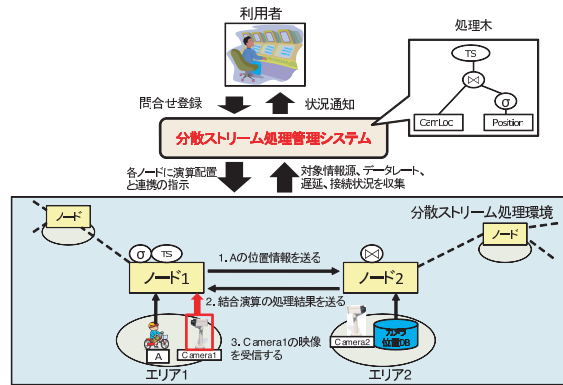 利用者
処理木
TS
⋈
σ
CamLoc
Position
問合せ登録
状況通知
分散ストリーム処理管理システム
各ノードに演算配置
と連携の指示
対象情報源、データレート、
遅延、接続状況を収集
分散ストリーム処理環境
ノード
ノード
σ
TS
⋈
ノード1
ノード2
1. Aの位置情報を送る
2. 結合演算の処理結果を送る
3. Camera1の映像
を受信する
A
Camera1
Camera2
カメラ
位置DB
エリア1
エリア2